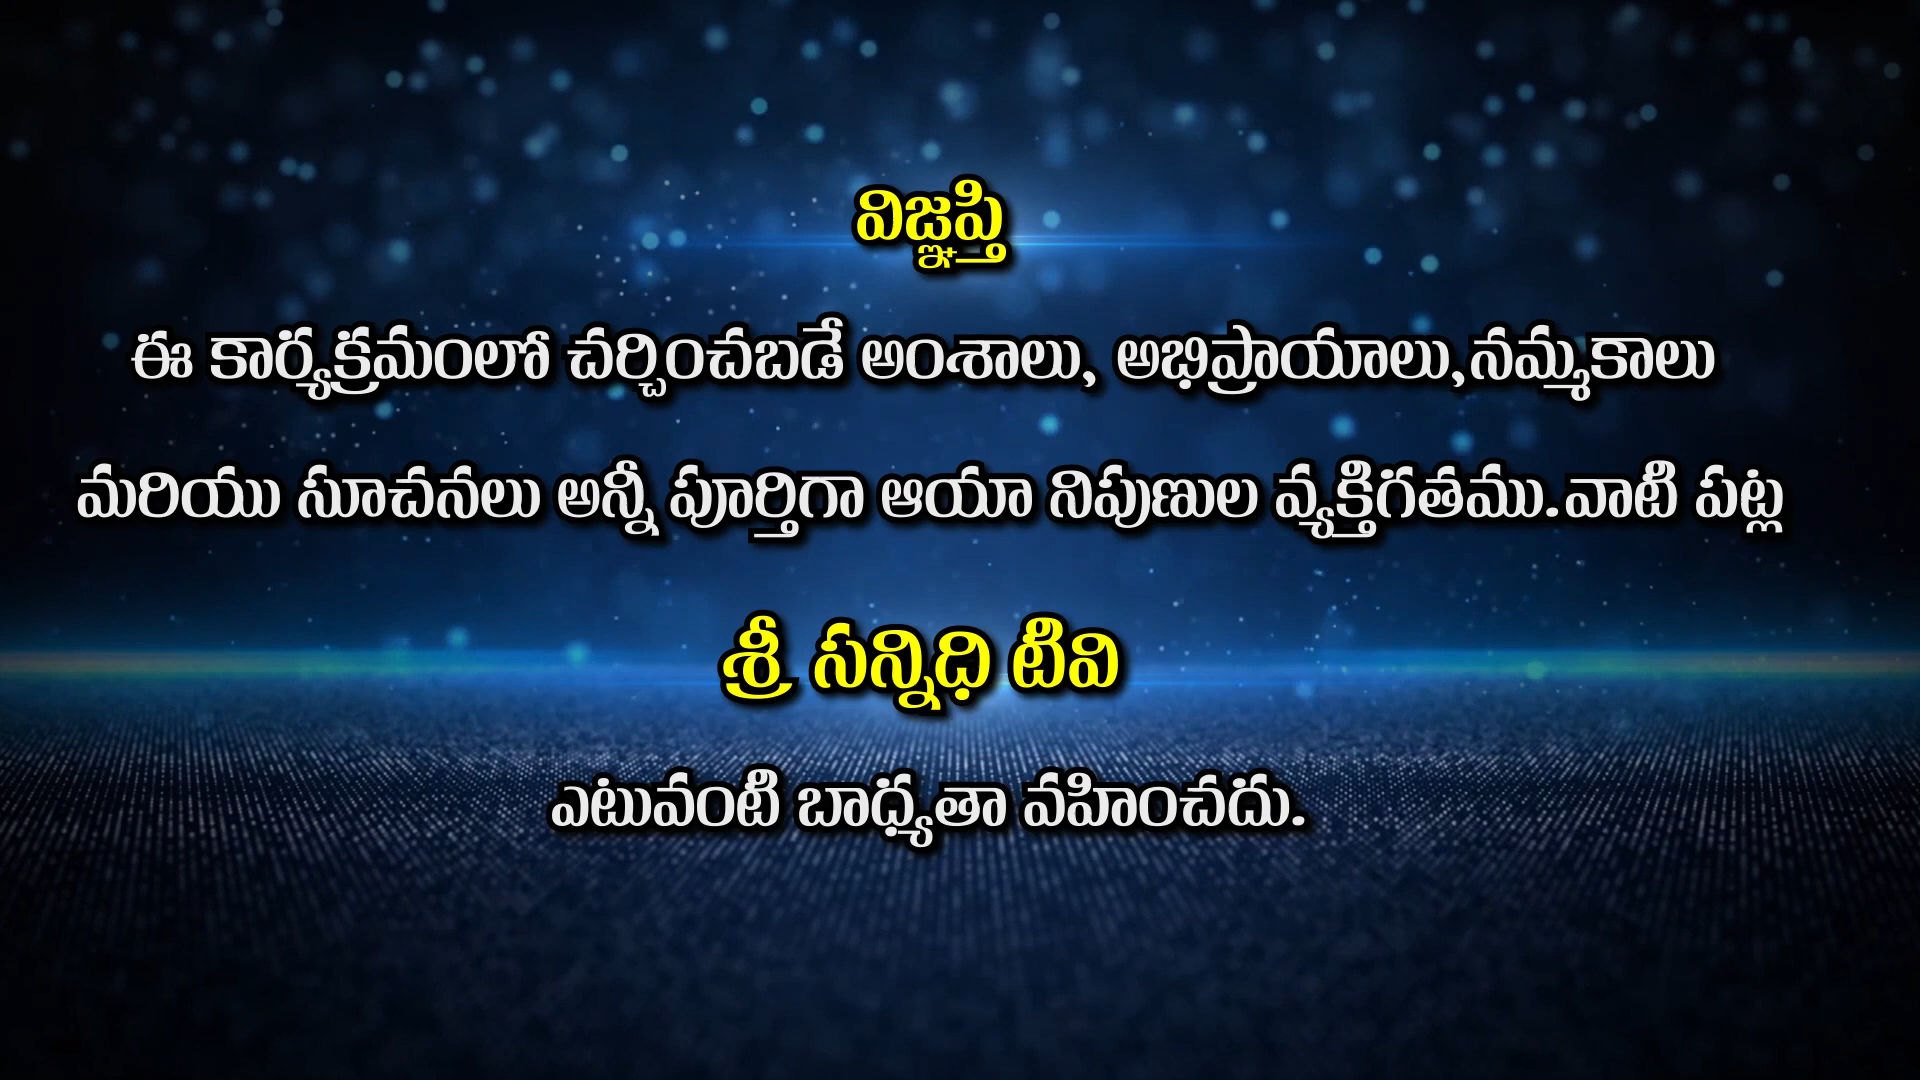 విజ్ఞప్తి
ఈ కార్యక్రమంలో చర్చించబడే అంశాలు, అభిప్రాయాలు,నమ్మకాలు
మరియు సూచనలు అన్నీ పూర్తిగా ఆయా నిపుణుల వ్యక్తిగతము.వాటి పట్ల
శ్రీ సన్నిధి టివి
ఎటువంటి బాధ్యతా వహించదు.